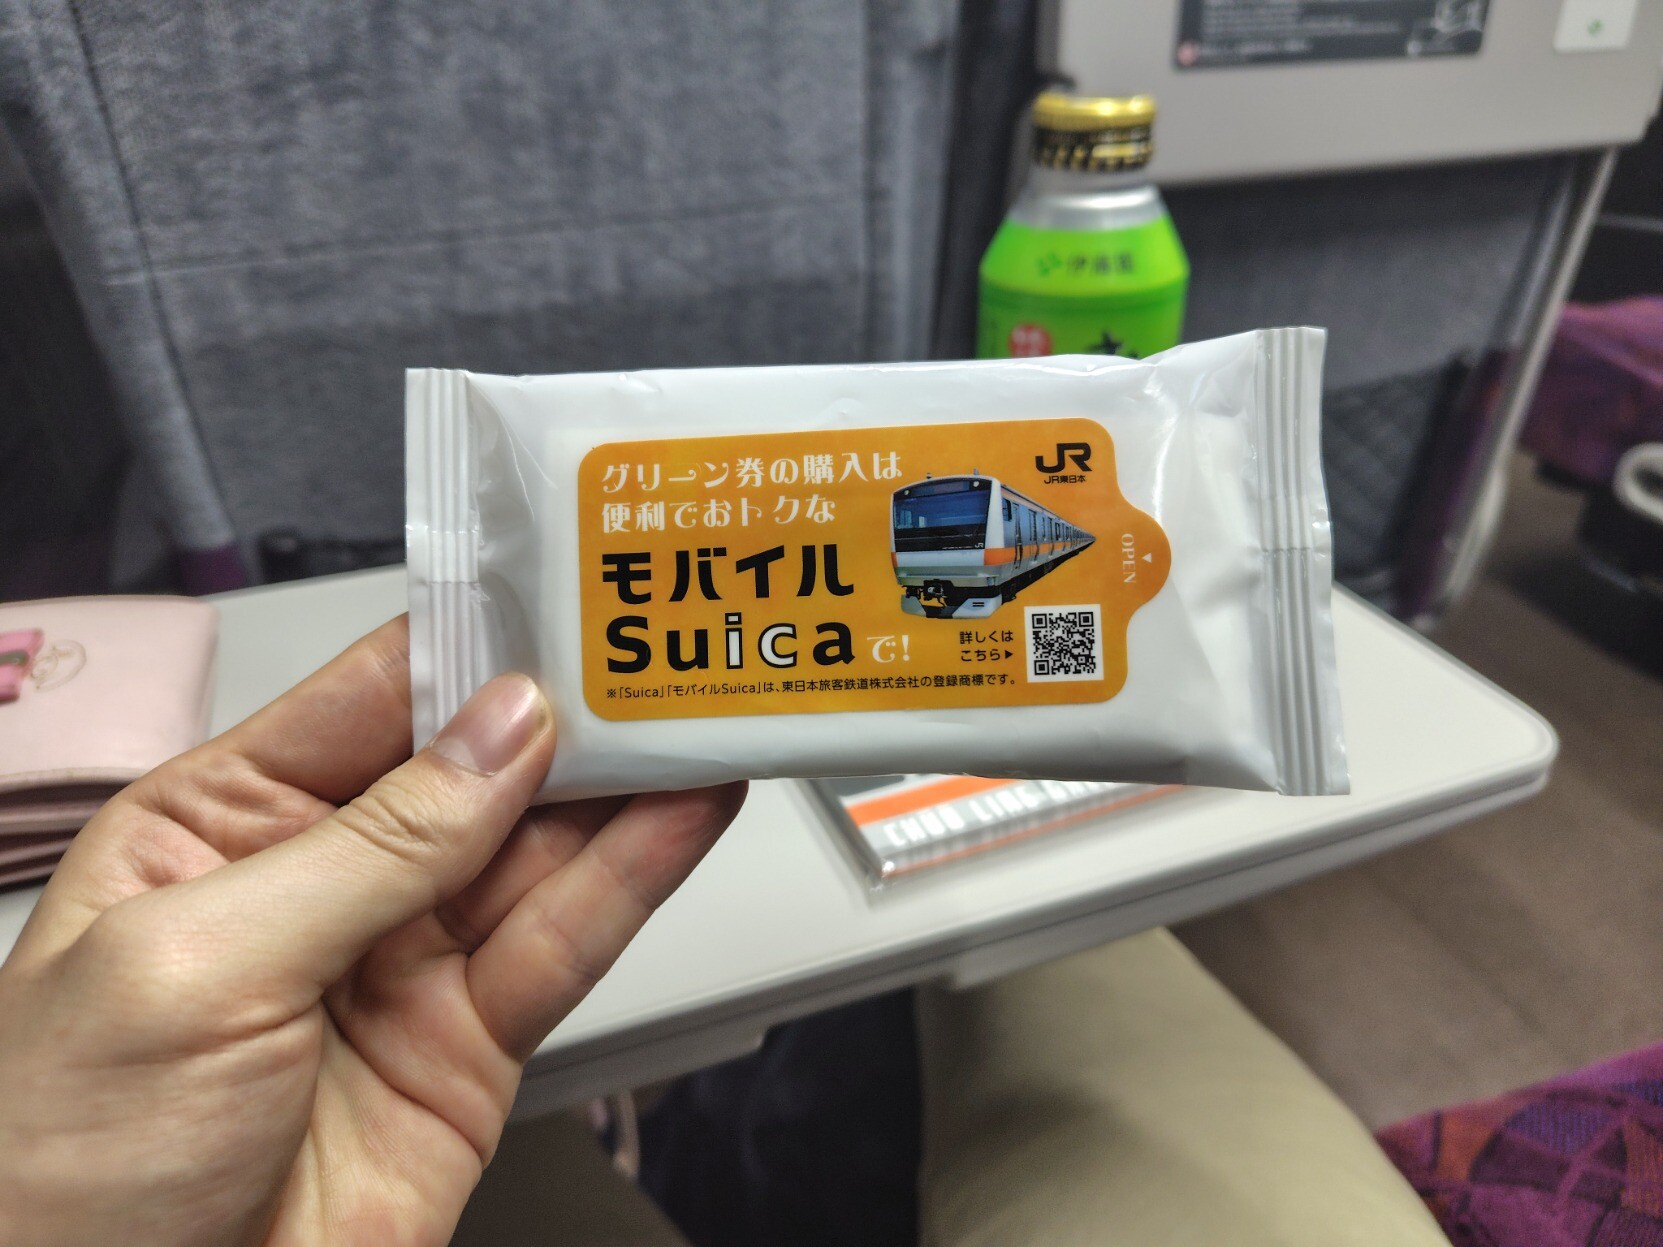 伊藤園
グリーン券の購入は
便利でおトクな
モバイル
Suicaで!
JR
JR東日本
OPEN
詳しくは
こちら▶
※「Suica」「モバイルSuica」は、東日本旅客鉄道株式会社の登録商標です。
CHUO LINE